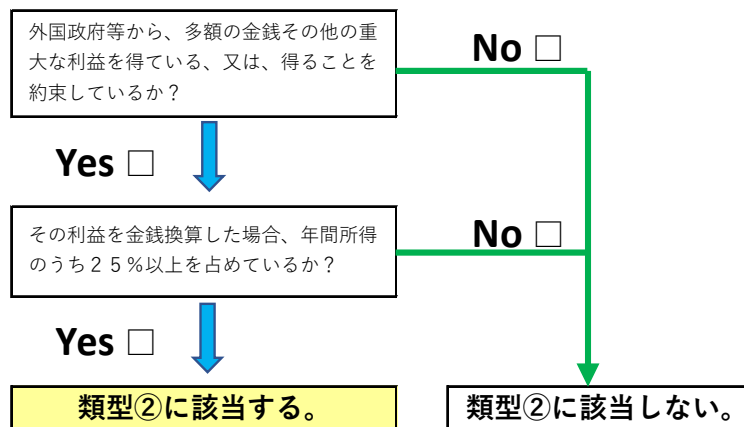 外国政府等から、多額の金銭その他の重
大な利益を得ている、又は、得ることを
約束しているか？
No □
Yes □
その利益を金銭換算した場合、年間所得
のうち２５％以上を占めているか？
No □
Yes □
類型②に該当する。
類型②に該当しない。